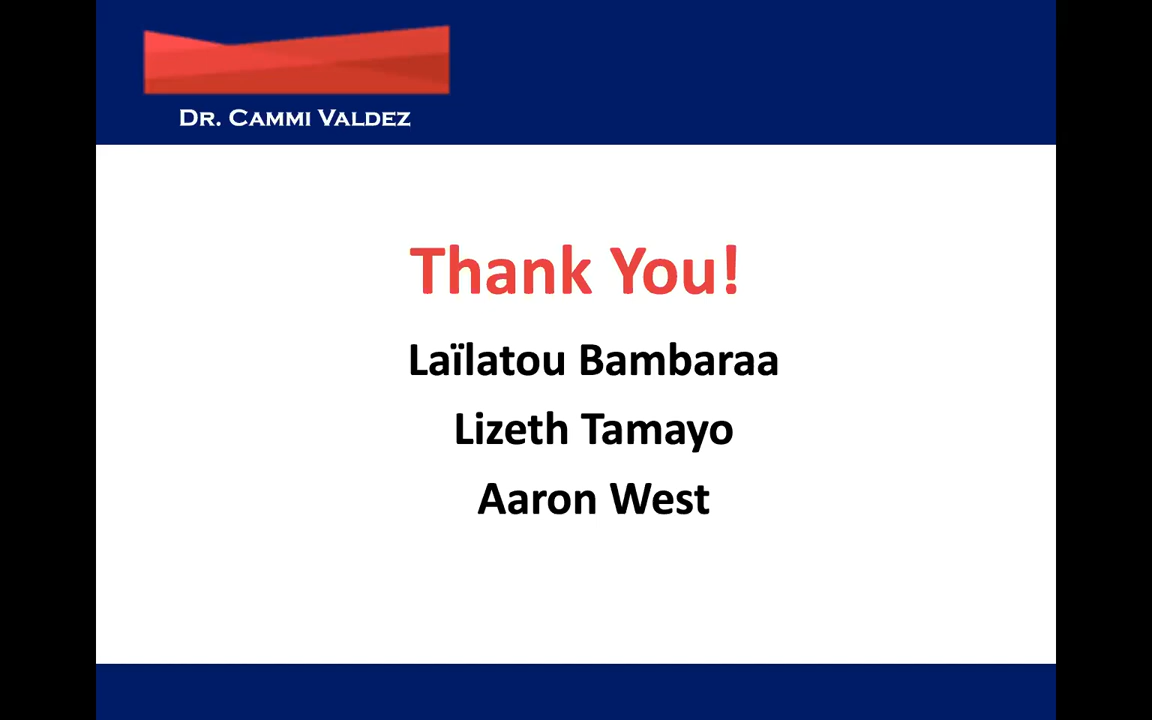 Dr. Cammi Valdez
Thank You!
Laïlatou Bambaraa
Lizeth Tamayo
Aaron West